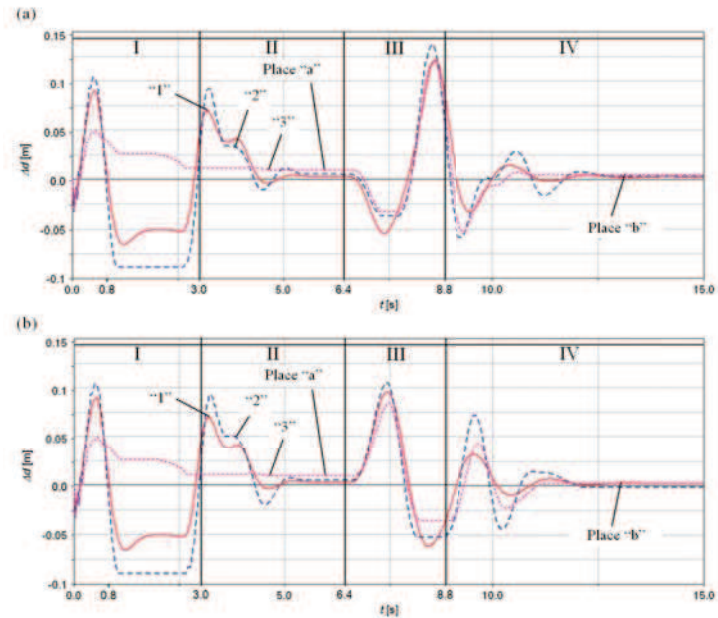 (a)
0.15
I II III IV
Place “a”
0.1
“1”
“2”
“3”
0.05
Δd [m]
0.0
Place “b”
-0.05
-0.1
0.0 0.8 3.0 5.0 6.4 8.8 10.0 15.0
t [s]
(b)
0.15
I II III IV
Place “a”
0.1
“1”
“2”
“3”
0.05
Δd [m]
0.0
Place “b”
-0.05
-0.1
0.0 0.8 3.0 5.0 6.4 8.8 10.0 15.0
t [s]